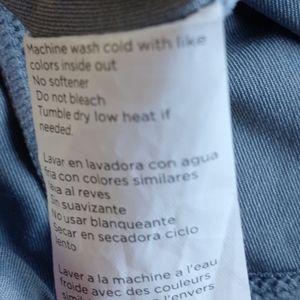 Machine wash cold with like
colors inside out
No softener
Do not bleach
Tumble dry low heat if
needed.
Lavar en lavadora con agua
fria con colores similares
al reves
Sin suavizante
No usar blanqueante
Secar en secadora ciclo
lento
Laver a la machine a l'eau
froide avec des couleurs
a l'envers